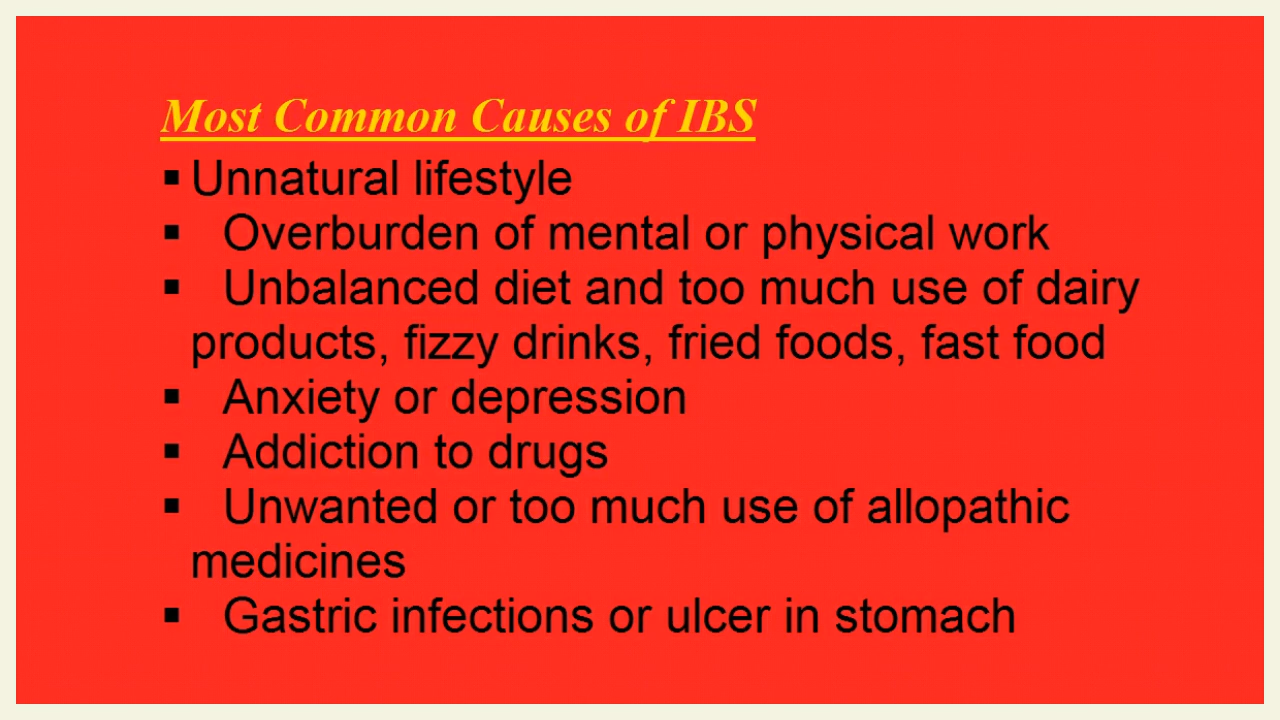 Most Common Causes of IBS
▪ Unnatural lifestyle
▪ Overburden of mental or physical work
▪ Unbalanced diet and too much use of dairy
products, fizzy drinks, fried foods, fast food
▪ Anxiety or depression
▪ Addiction to drugs
▪ Unwanted or too much use of allopathic
medicines
▪ Gastric infections or ulcer in stomach